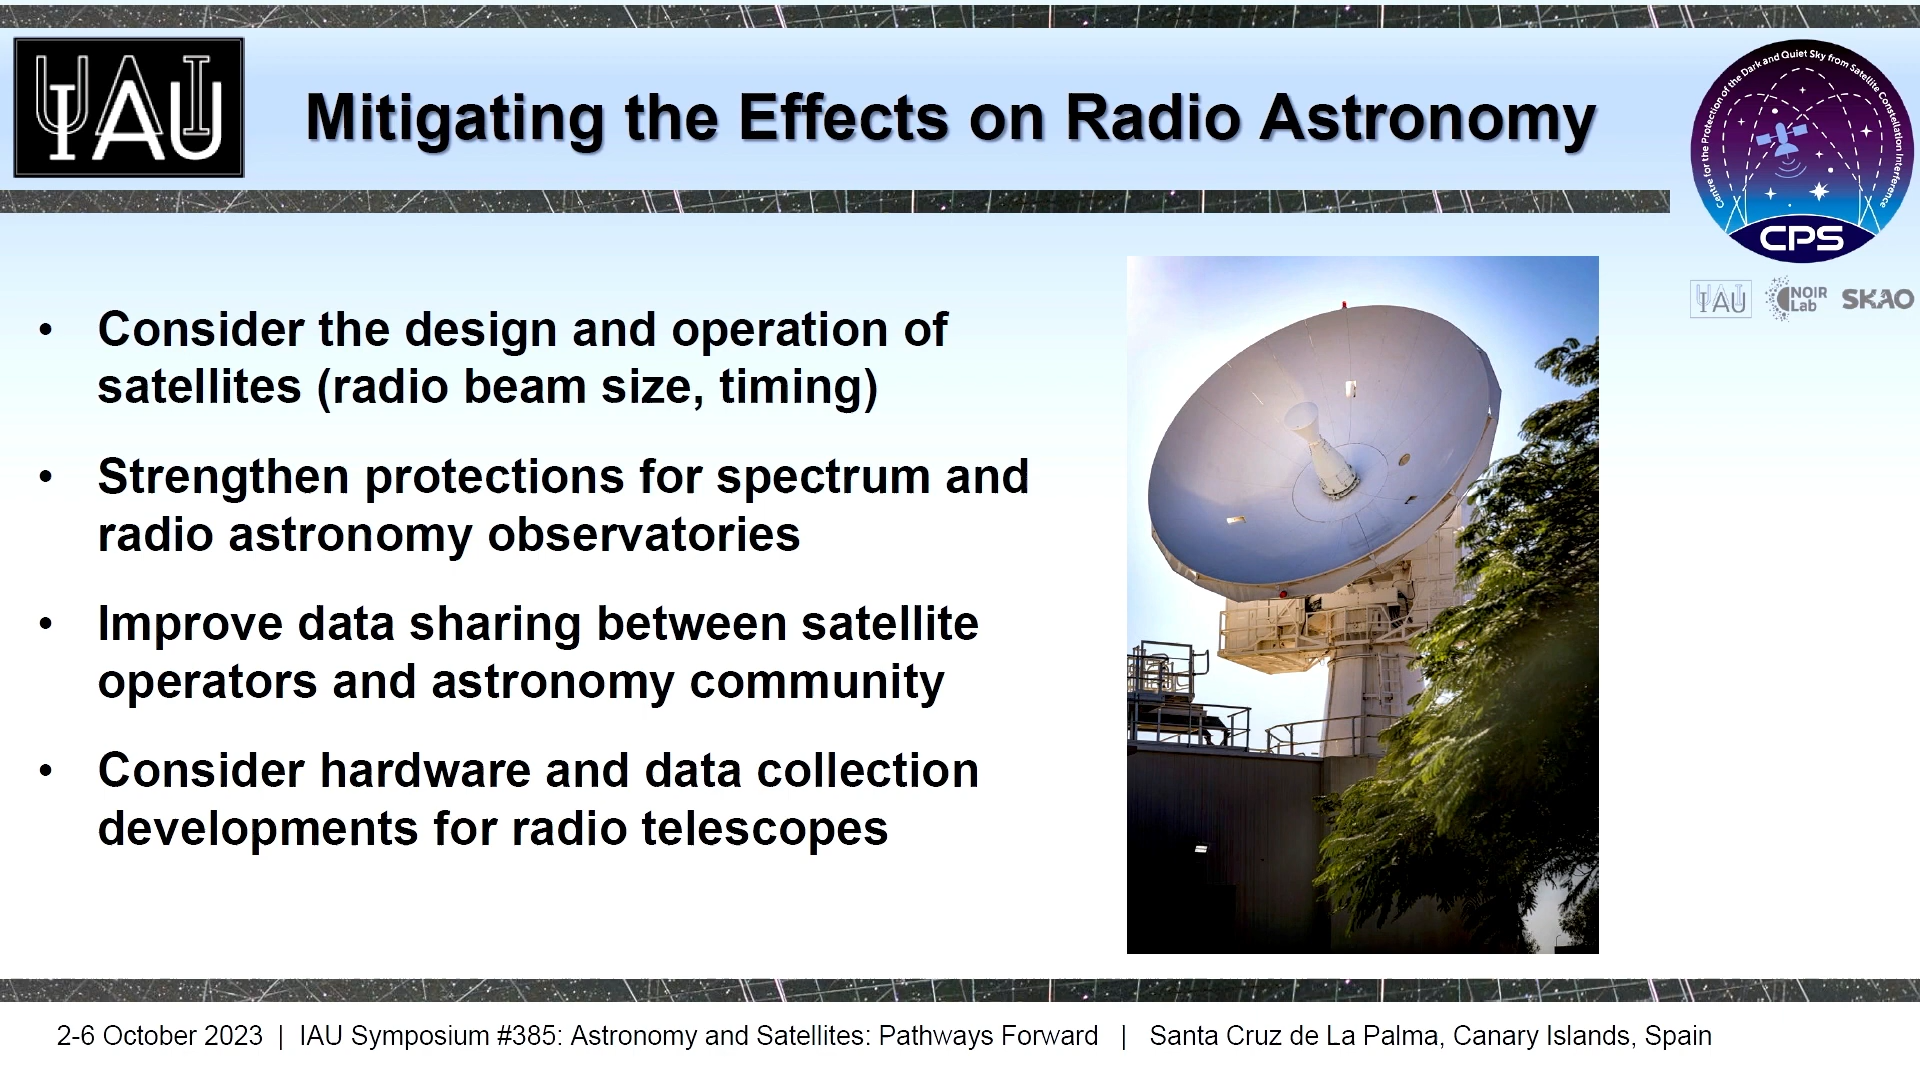 IAU
Mitigating the Effects on Radio Astronomy
Centre for the Protection of the Dark and Quiet Sky from Satellite Constellation Interference
CPS
IAU
NOIR
Lab
SKAO
• Consider the design and operation of
satellites (radio beam size, timing)
• Strengthen protections for spectrum and
radio astronomy observatories
• Improve data sharing between satellite
operators and astronomy community
• Consider hardware and data collection
developments for radio telescopes
2-6 October 2023 | IAU Symposium #385: Astronomy and Satellites: Pathways Forward | Santa Cruz de La Palma, Canary Islands, Spain